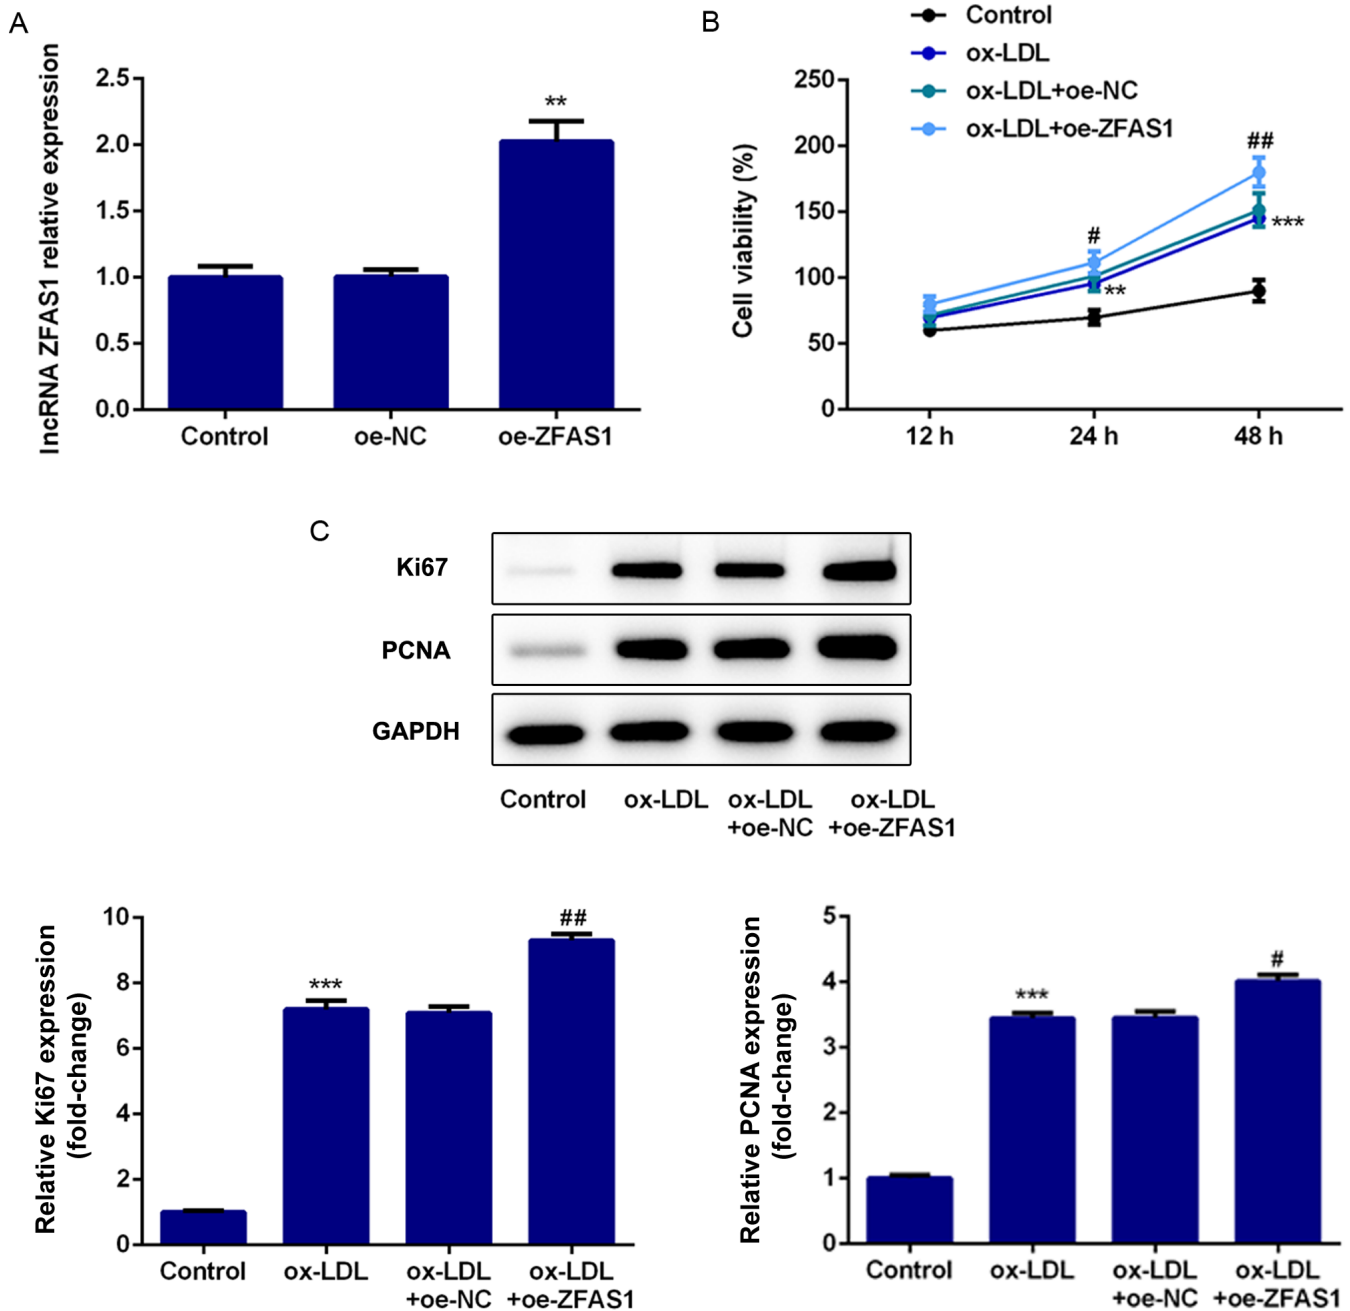 A
lncRNA ZFAS1 relative expression
2.5
2.0
1.5
1.0
0.5
0.0
**
Control
oe-NC
oe-ZFAS1
B
Control
ox-LDL
ox-LDL+oe-NC
ox-LDL+oe-ZFAS1
Cell viability (%)
250
200
150
100
50
0
#
**
##
***
12 h
24 h
48 h
C
Ki67
PCNA
GAPDH
Control
ox-LDL
ox-LDL
+oe-NC
ox-LDL
+oe-ZFAS1
Relative Ki67 expression
(fold-change)
10
8
6
4
2
0
***
##
Control
ox-LDL
ox-LDL
+oe-NC
ox-LDL
+oe-ZFAS1
Relative PCNA expression
(fold-change)
5
4
3
2
1
0
***
#
Control
ox-LDL
ox-LDL
+oe-NC
ox-LDL
+oe-ZFAS1